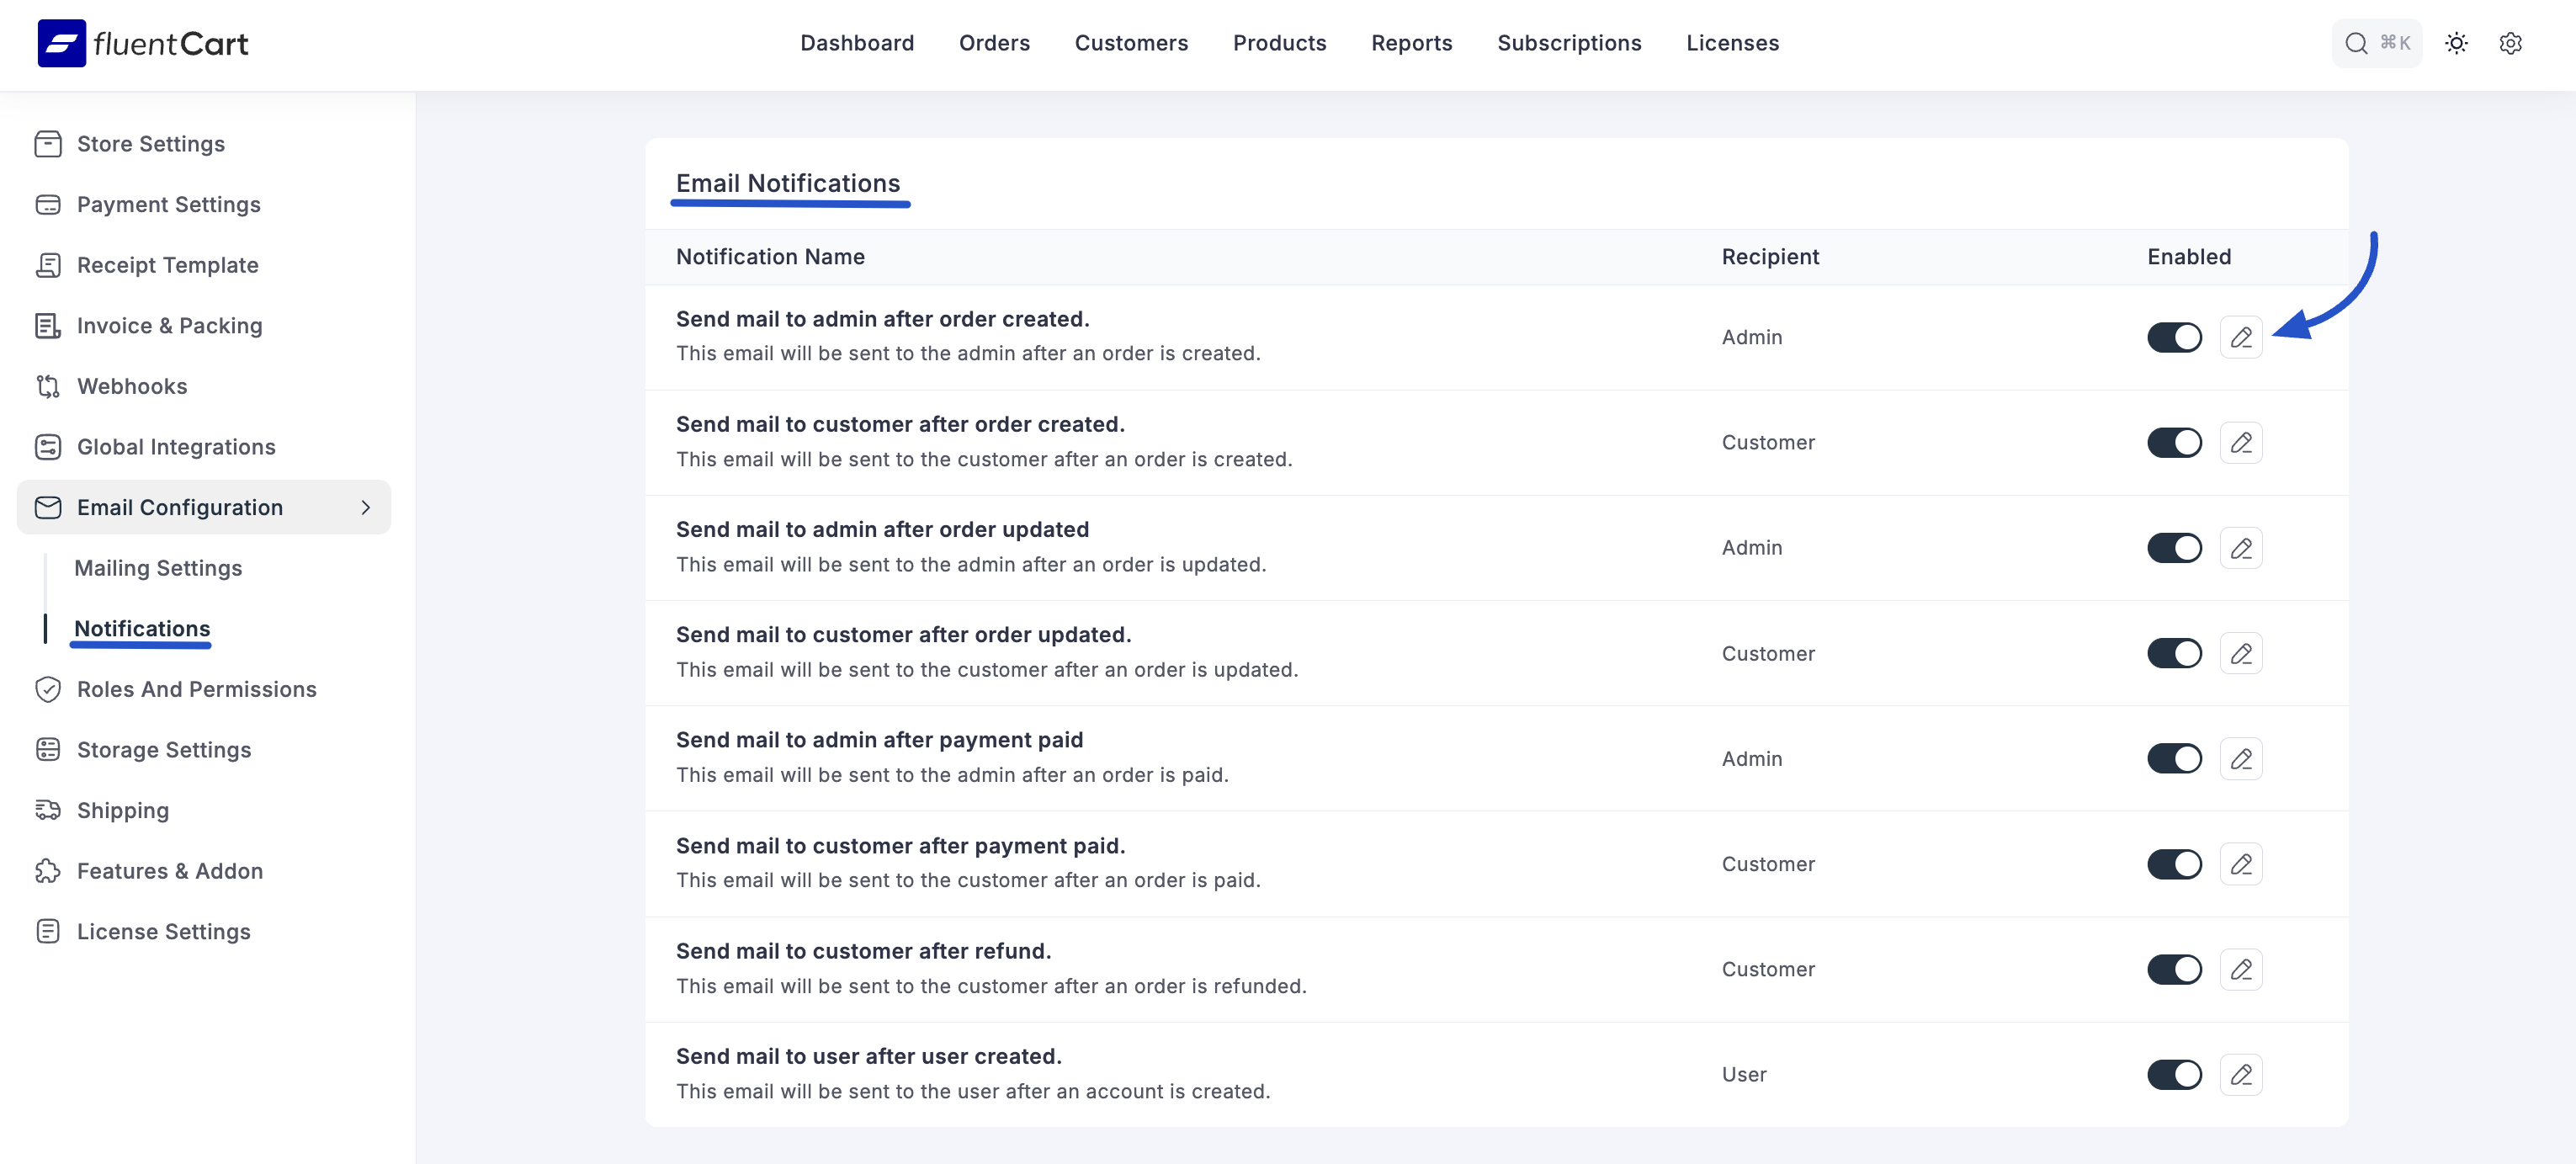 fluentCart
Dashboard Orders Customers Products Reports Subscriptions Licenses
⌘K
Store Settings
Payment Settings
Receipt Template
Invoice & Packing
Webhooks
Global Integrations
Email Configuration
Mailing Settings
Notifications
Roles And Permissions
Storage Settings
Shipping
Features & Addon
License Settings
Email Notifications
Notification Name Recipient Enabled
Send mail to admin after order created.
This email will be sent to the admin after an order is created.
Admin
Send mail to customer after order created.
This email will be sent to the customer after an order is created.
Customer
Send mail to admin after order updated
This email will be sent to the admin after an order is updated.
Admin
Send mail to customer after order updated.
This email will be sent to the customer after an order is updated.
Customer
Send mail to admin after payment paid
This email will be sent to the admin after an order is paid.
Admin
Send mail to customer after payment paid.
This email will be sent to the customer after an order is paid.
Customer
Send mail to customer after refund.
This email will be sent to the customer after an order is refunded.
Customer
Send mail to user after user created.
This email will be sent to the user after an account is created.
User